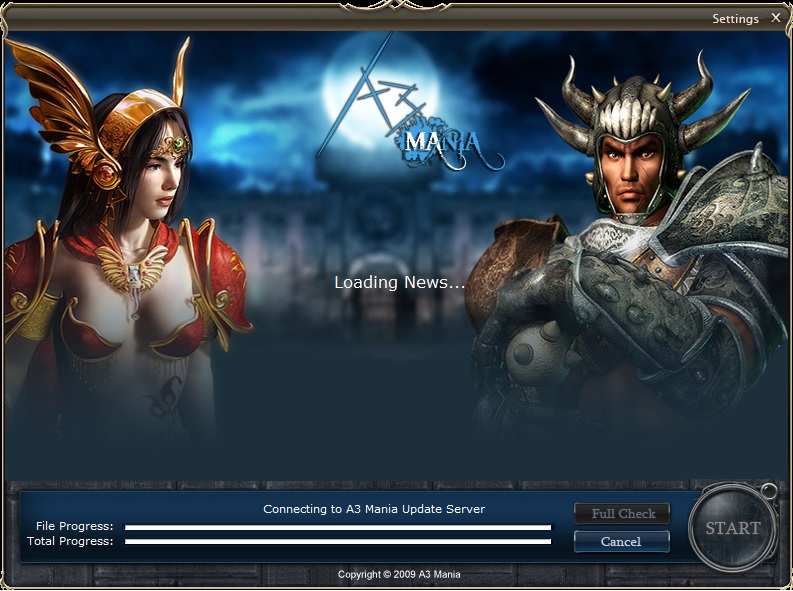 Settings X
A3
MANIA
Loading News...
Connecting to A3 Mania Update Server
Full Check
File Progress:
START
Total Progress:
Cancel
Copyright © 2009 A3 Mania